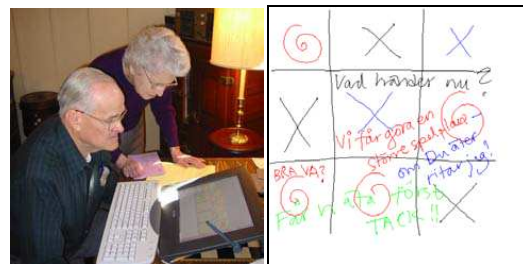 Vad händer nu ?
Vi får göra en
större spelplan -
om Du äter
ritar jag!
BRA VA?
Får vi äta först
TACK!!